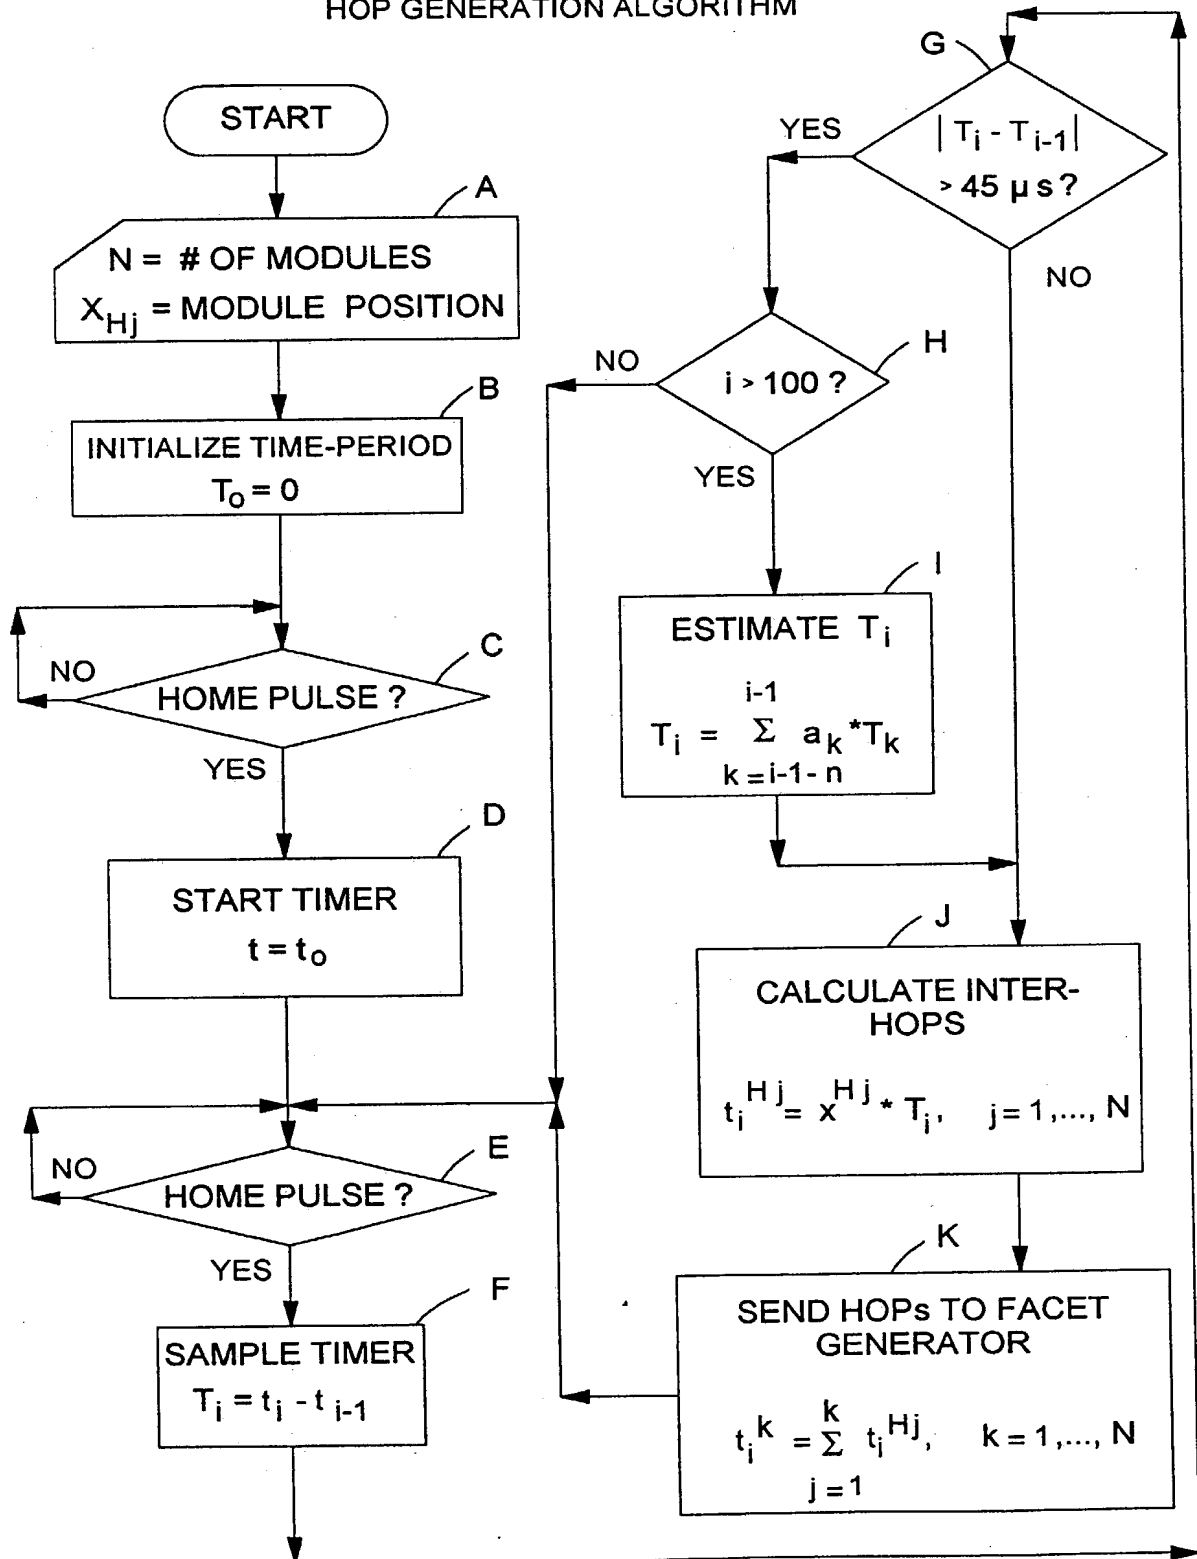 HOP GENERATION ALGORITHM
START
A
N = # OF MODULES
X_Hj = MODULE POSITION
B
INITIALIZE TIME-PERIOD
T_o = 0
NO
C
HOME PULSE ?
YES
D
START TIMER
t = t_o
NO
E
HOME PULSE ?
YES
F
SAMPLE TIMER
T_i = t_i - t_i-1
G
YES
| T_i - T_i-1 |
> 45 µs ?
NO
H
NO
i > 100 ?
YES
I
ESTIMATE T_i
i-1
T_i = Σ a_k * T_k
k = i-1-n
J
CALCULATE INTER-
HOPS
t_i^Hj = x^Hj * T_i, j = 1,..., N
K
SEND HOPs TO FACET
GENERATOR
k
t_i^k = Σ t_i^Hj, k = 1,..., N
j = 1